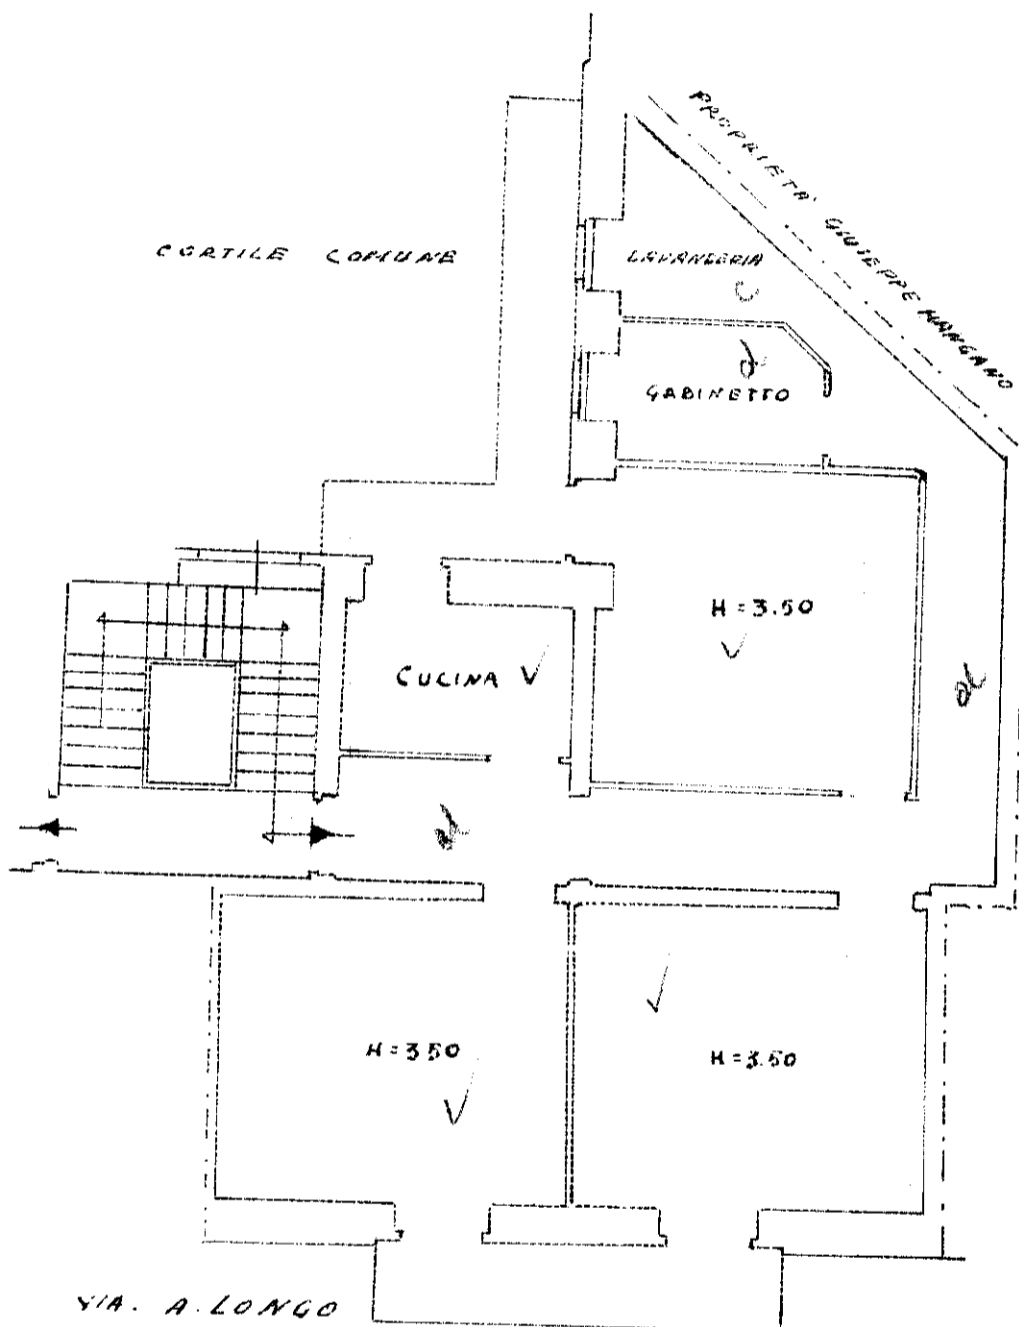 PROPRIETA' GIUSEPPE MANGANO
CORTILE COMUNE
LAVANDERIA
GABINETTO
H = 3.50
CUCINA
H = 3.50
H = 3.50
VIA. A. LONGO